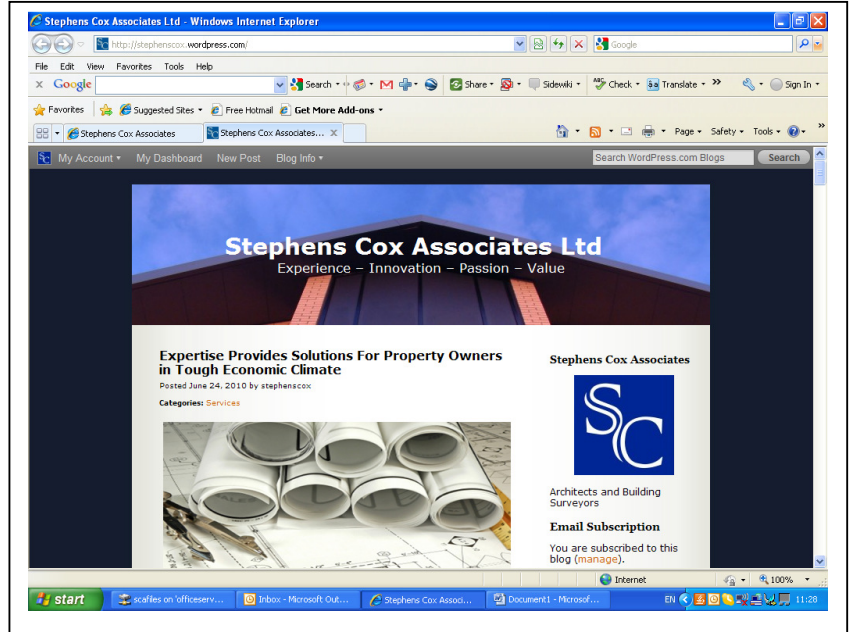 Stephens Cox Associates Ltd - Windows Internet Explorer
http://stephenscox.wordpress.com/
Google
File Edit View Favorites Tools Help
x Google Search Share Sidewiki Check Translate Sign In
Favorites Suggested Sites Free Hotmail Get More Add-ons
Stephens Cox Associates Stephens Cox Associates... X Page Safety Tools
My Account My Dashboard New Post Blog Info Search WordPress.com Blogs Search
Stephens Cox Associates Ltd
Experience – Innovation – Passion – Value
Expertise Provides Solutions For Property Owners
in Tough Economic Climate
Posted June 24, 2010 by stephenscox
Categories: Services
Stephens Cox Associates
SC
Architects and Building
Surveyors
Email Subscription
You are subscribed to this
blog (manage).
Internet 100%
start scafiles on 'officeserv... Inbox - Microsoft Out... Stephens Cox Associ... Document1 - Microsof... EN 11:28